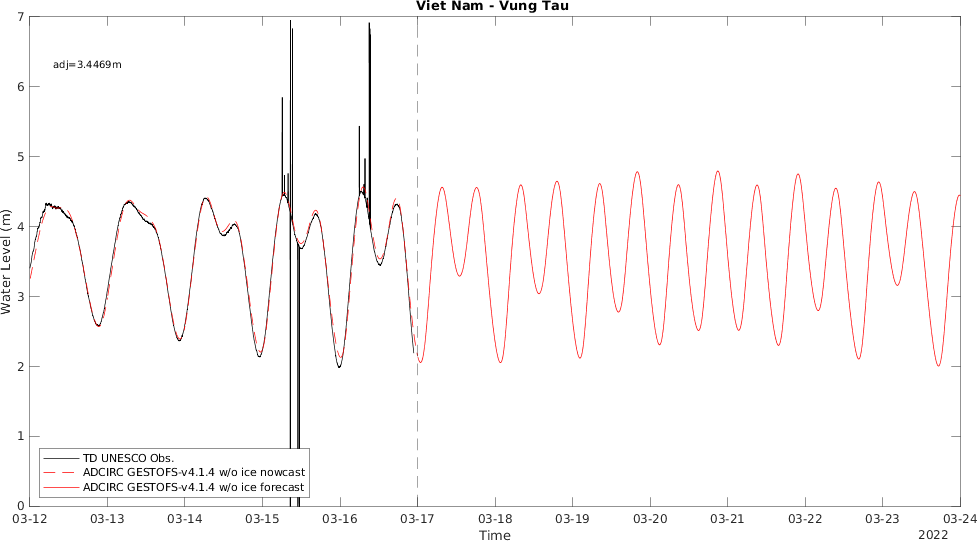 Viet Nam - Vung Tau
7
adj=3.4469m
6
5
4
Water Level (m)
3
2
1
TD UNESCO Obs.
ADCIRC GESTOFS-v4.1.4 w/o ice nowcast
ADCIRC GESTOFS-v4.1.4 w/o ice forecast
0
03-12 03-13 03-14 03-15 03-16 03-17 03-18 03-19 03-20 03-21 03-22 03-23 03-24
Time
2022